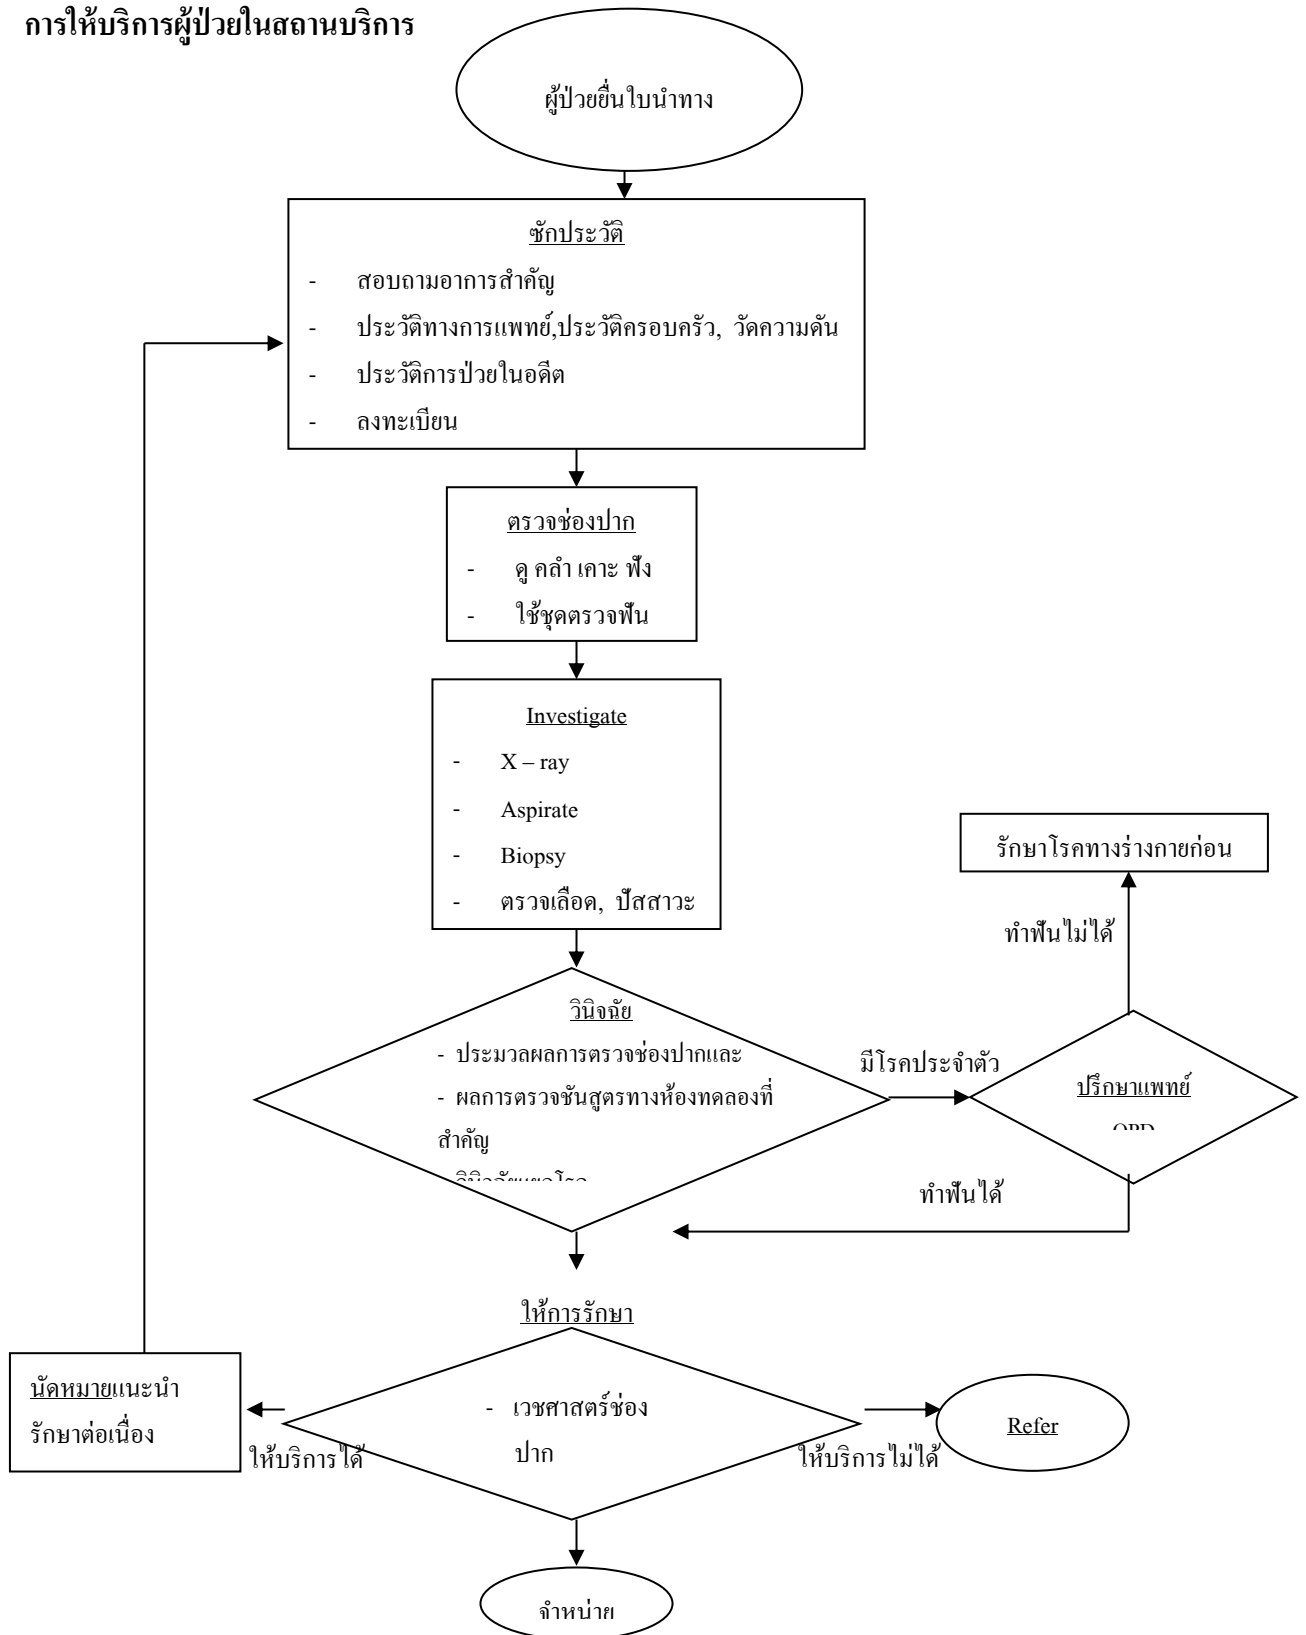 การให้บริการผู้ป่วยในสถานบริการ
ผู้ป่วยยื่นใบนำทาง
ซักประวัติ
- สอบถามอาการสำคัญ
- ประวัติทางการแพทย์,ประวัติครอบครัว, วัดความดัน
- ประวัติการป่วยในอดีต
- ลงทะเบียน
ตรวจช่องปาก
- ดู คลำ เคาะ ฟัง
- ใช้ชุดตรวจฟัน
Investigate
- X – ray
- Aspirate
- Biopsy
- ตรวจเลือด, ปัสสาวะ
รักษาโรคทางร่างกายก่อน
ทำฟันไม่ได้
วินิจฉัย
- ประมวลผลการตรวจช่องปากและ
- ผลการตรวจชันสูตรทางห้องทดลองที่
สำคัญ
มีโรคประจำตัว
ปรึกษาแพทย์
ทำฟันได้
ให้การรักษา
- เวชศาสตร์ช่อง
ปาก
นัดหมายแนะนำ
รักษาต่อเนื่อง
ให้บริการได้
ให้บริการไม่ได้
Refer
จำหน่าย